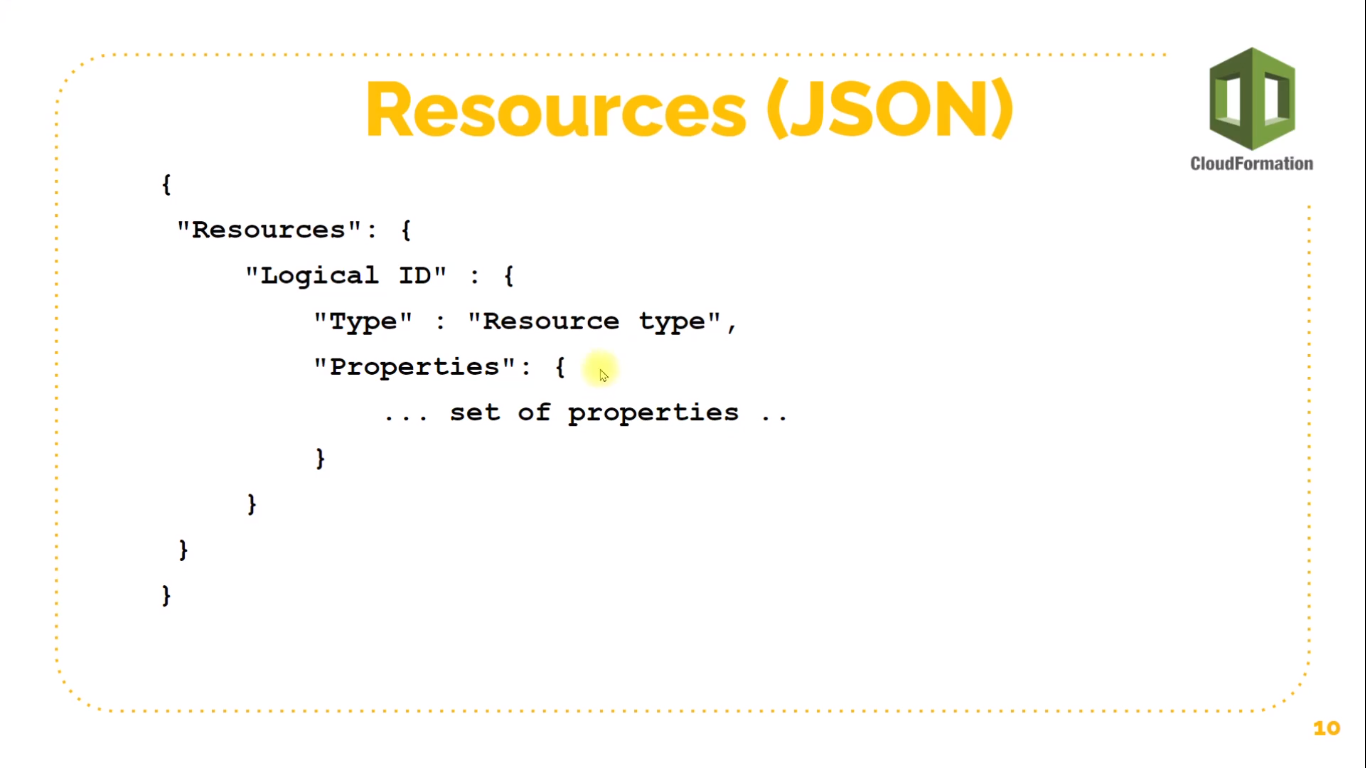 Resources (JSON)
CloudFormation
{
"Resources": {
"Logical ID" : {
"Type" : "Resource type",
"Properties": {
... set of properties ..
}
}
}
}
10